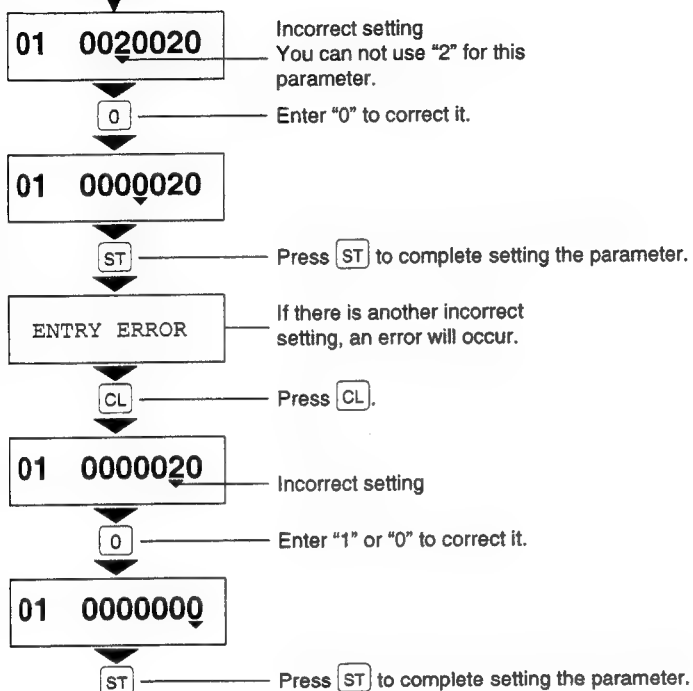 01 0020020
Incorrect setting
You can not use “2” for this
parameter.
0
Enter “0” to correct it.
01 0000020
ST
Press ST to complete setting the parameter.
ENTRY ERROR
If there is another incorrect
setting, an error will occur.
CL
Press CL.
01 0000020
Incorrect setting
0
Enter “1” or “0” to correct it.
01 0000000
ST
Press ST to complete setting the parameter.